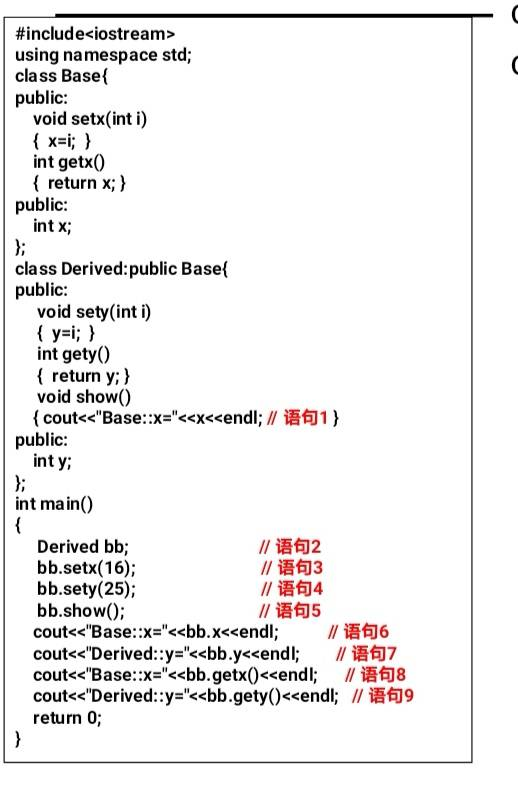 #include<iostream>
using namespace std;
class Base{
public:
void setx(int i)
{ x=i; }
int getx()
{ return x; }
public:
int x;
};
class Derived:public Base{
public:
void sety(int i)
{ y=i; }
int gety()
{ return y; }
void show()
{ cout<<"Base::x="<<x<<endl; // 语句1 }
public:
int y;
};
int main()
{
Derived bb; // 语句2
bb.setx(16); // 语句3
bb.sety(25); // 语句4
bb.show(); // 语句5
cout<<"Base::x="<<bb.x<<endl; // 语句6
cout<<"Derived::y="<<bb.y<<endl; // 语句7
cout<<"Base::x="<<bb.getx()<<endl; // 语句8
cout<<"Derived::y="<<bb.gety()<<endl; // 语句9
return 0;
}